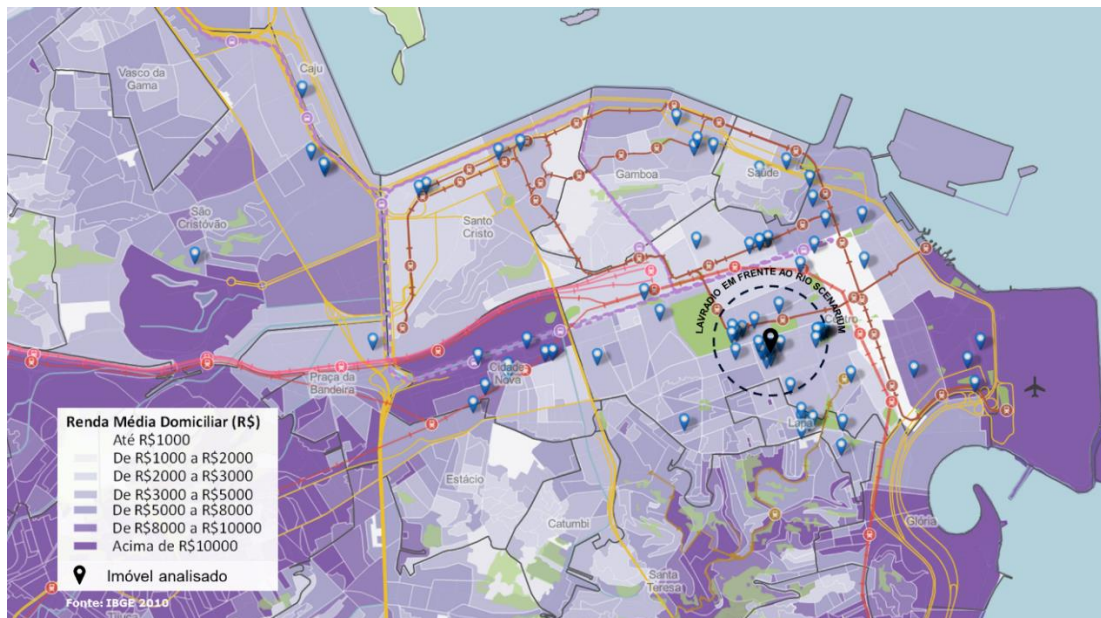 Vasco da
Gama
Caju
São
Cristóvão
Santo
Cristo
Gamboa
Saúde
LAVRADIO EM FRENTE AO RIO SCENARIUM
Centro
Praça da
Bandeira
Cidade
Nova
Lapa
Estácio
Catumbi
Glória
Santa
Teresa
Renda Média Domiciliar (R$)
Até R$1000
De R$1000 a R$2000
De R$2000 a R$3000
De R$3000 a R$5000
De R$5000 a R$8000
De R$8000 a R$10000
Acima de R$10000
Imóvel analisado
Fonte: IBGE 2010
Tijuca